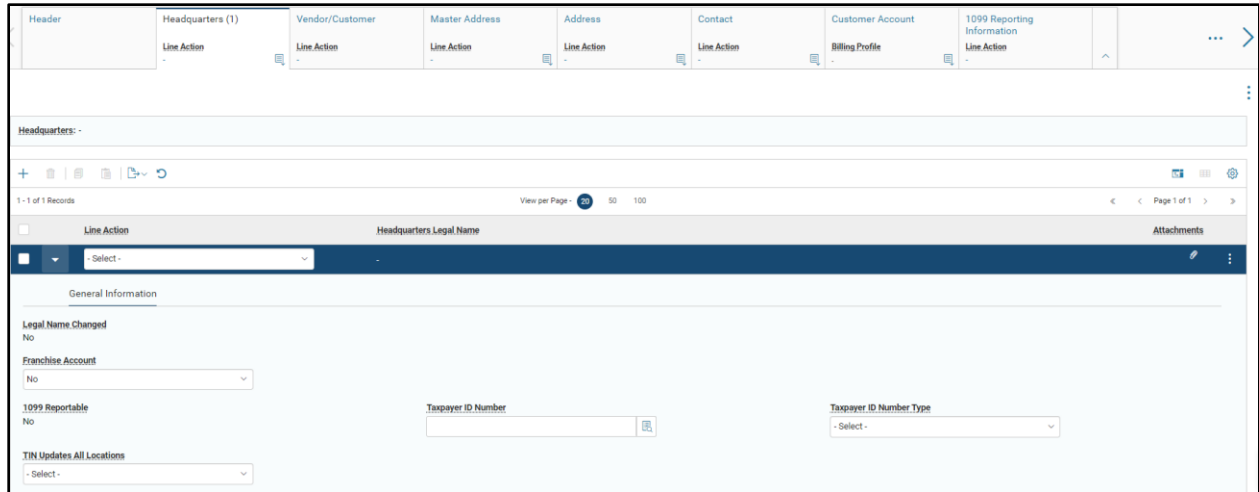 Header
Headquarters (1)
Line Action
-
Vendor/Customer
Line Action
-
Master Address
Line Action
-
Address
Line Action
-
Contact
Line Action
-
Customer Account
Billing Profile
-
1099 Reporting
Information
Line Action
-
Headquarters: -
1 - 1 of 1 Records View per Page - 20 50 100 Page 1 of 1
Line Action Headquarters Legal Name Attachments
- Select - -
General Information
Legal Name Changed
No
Franchise Account
No
1099 Reportable
No
Taxpayer ID Number
Taxpayer ID Number Type
- Select -
TIN Updates All Locations
- Select -